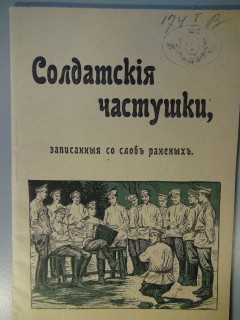 Солдатскія
частушки,
записанныя со словъ раненыхъ.